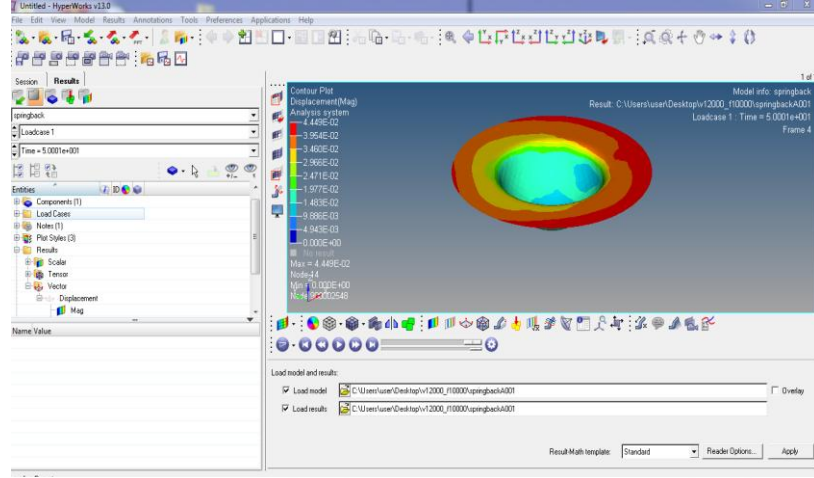 Untitled - HyperWorks v13.0
File Edit View Model Results Annotations Tools Preferences Applications Help
Session Results
springback
Loadcase 1
Time = 5.0001e+001
Entities ID
Components (1)
Load Cases
Notes (1)
Plot Styles (3)
Results
Scalar
Tensor
Vector
Displacement
Mag
Name Value
1 of
Contour Plot
Displacement(Mag)
Analysis system
4.449E-02
3.954E-02
3.460E-02
2.966E-02
2.471E-02
1.977E-02
1.483E-02
9.886E-03
4.943E-03
0.000E+00
No result
Max = 4.449E-02
Node 44
Min = 0.000E+00
Model info: springback
Result: C:\Users\user\Desktop\v12000_f10000\springbackA001
Loadcase 1 : Time = 5.0001e+001
Frame 4
Load model and results:
Load model C:\Users\user\Desktop\v12000_f10000\springbackA001 Overlay
Load results C:\Users\user\Desktop\v12000_f10000\springbackA001
Result-Math template: Standard Reader Options... Apply